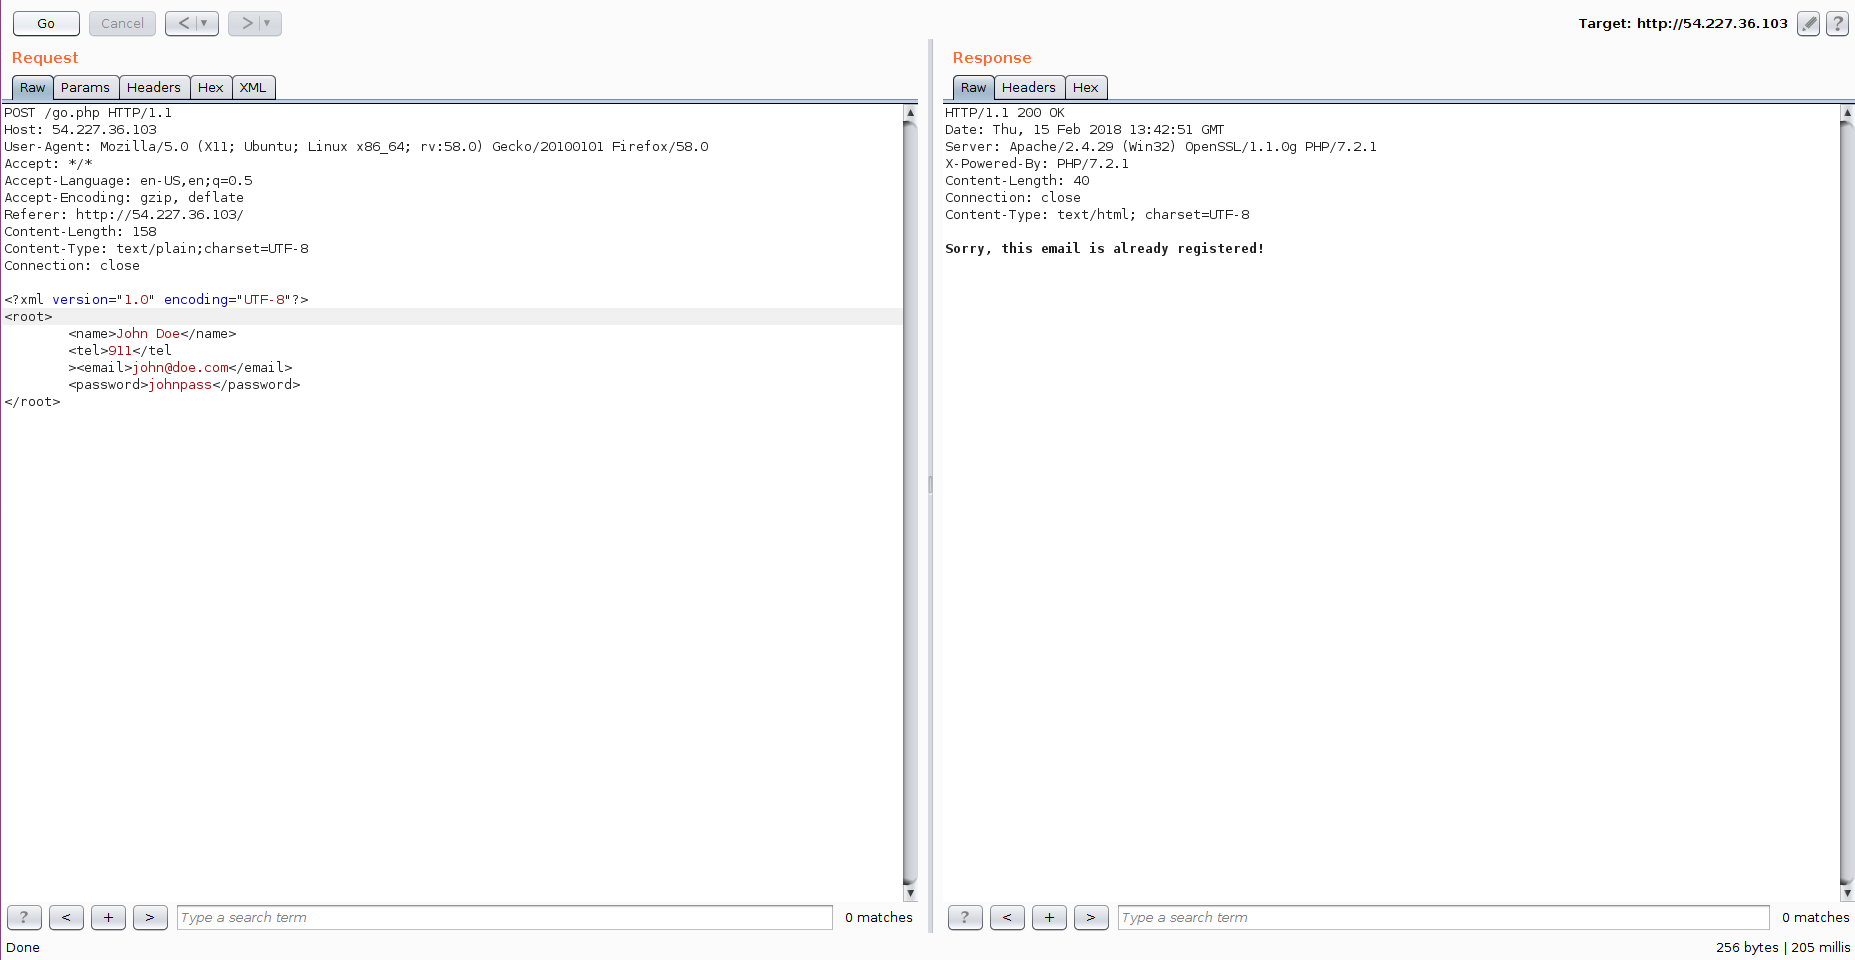 Go Cancel < ▼ > ▼ Target: http://54.227.36.103 ?
Request
Raw Params Headers Hex XML
POST /go.php HTTP/1.1
Host: 54.227.36.103
User-Agent: Mozilla/5.0 (X11; Ubuntu; Linux x86_64; rv:58.0) Gecko/20100101 Firefox/58.0
Accept: */*
Accept-Language: en-US,en;q=0.5
Accept-Encoding: gzip, deflate
Referer: http://54.227.36.103/
Content-Length: 158
Content-Type: text/plain;charset=UTF-8
Connection: close
<?xml version="1.0" encoding="UTF-8"?>
<root>
<name>John Doe</name>
<tel>911</tel
><email>john@doe.com</email>
<password>johnpass</password>
</root>
? < + > Type a search term 0 matches
Response
Raw Headers Hex
HTTP/1.1 200 OK
Date: Thu, 15 Feb 2018 13:42:51 GMT
Server: Apache/2.4.29 (Win32) OpenSSL/1.1.0g PHP/7.2.1
X-Powered-By: PHP/7.2.1
Content-Length: 40
Connection: close
Content-Type: text/html; charset=UTF-8
Sorry, this email is already registered!
? < + > Type a search term 0 matches
Done 256 bytes | 205 millis